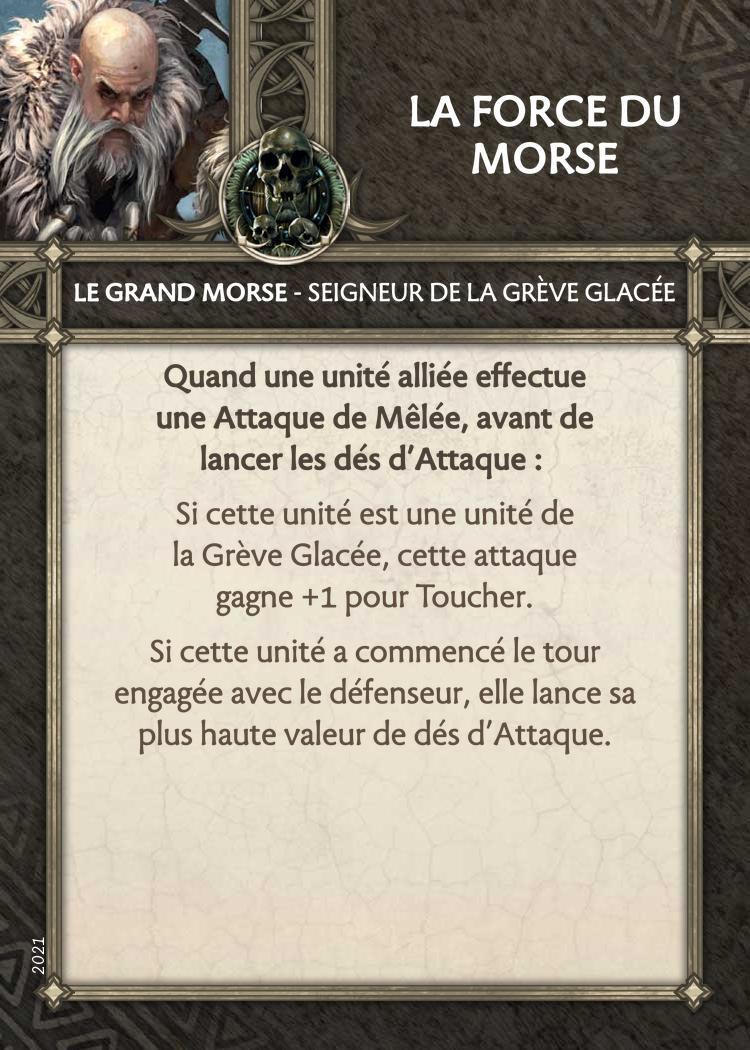 LA FORCE DU
MORSE
LE GRAND MORSE - SEIGNEUR DE LA GRÈVE GLACÉE
Quand une unité alliée effectue
une Attaque de Mêlée, avant de
lancer les dés d’Attaque :
Si cette unité est une unité de
la Grève Glacée, cette attaque
gagne +1 pour Toucher.
Si cette unité a commencé le tour
engagée avec le défenseur, elle lance sa
plus haute valeur de dés d’Attaque.
2021